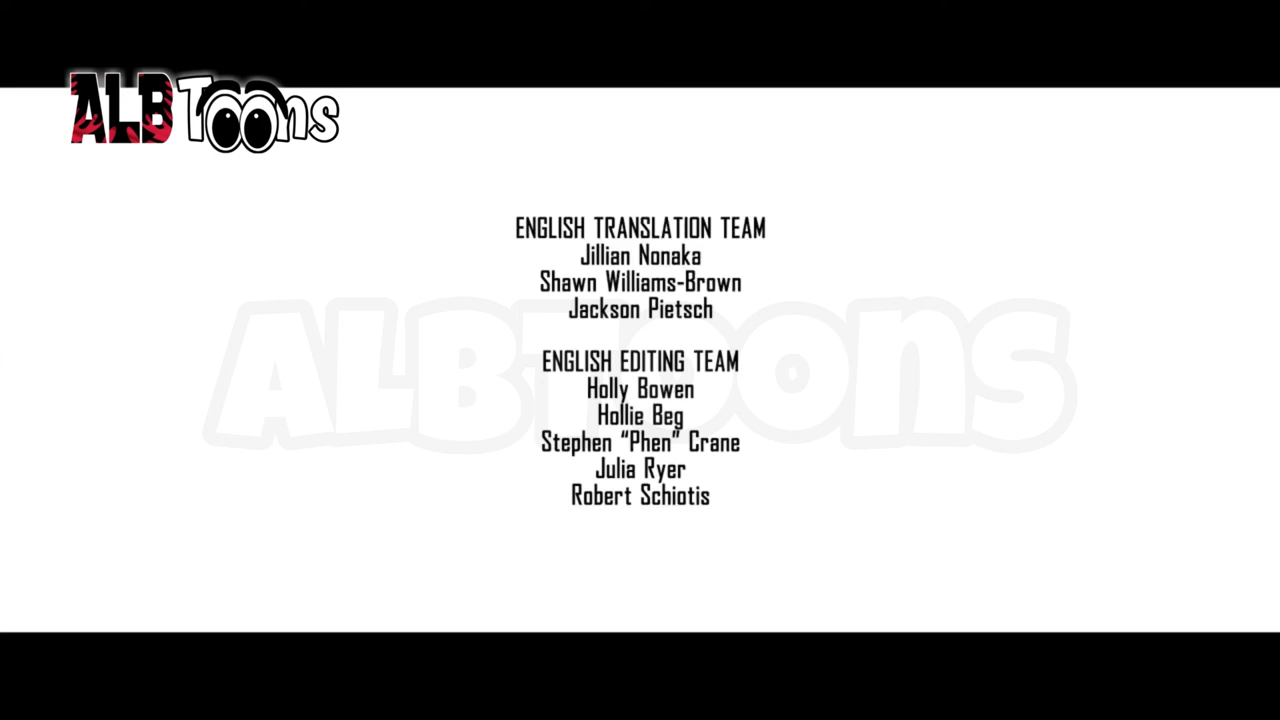 ALBToons
ENGLISH TRANSLATION TEAM
Jillian Nonaka
Shawn Williams-Brown
Jackson Pietsch
ALBTOONS
ENGLISH EDITING TEAM
Holly Bowen
Hollie Beg
Stephen “Phen” Crane
Julia Ryer
Robert Schiotis